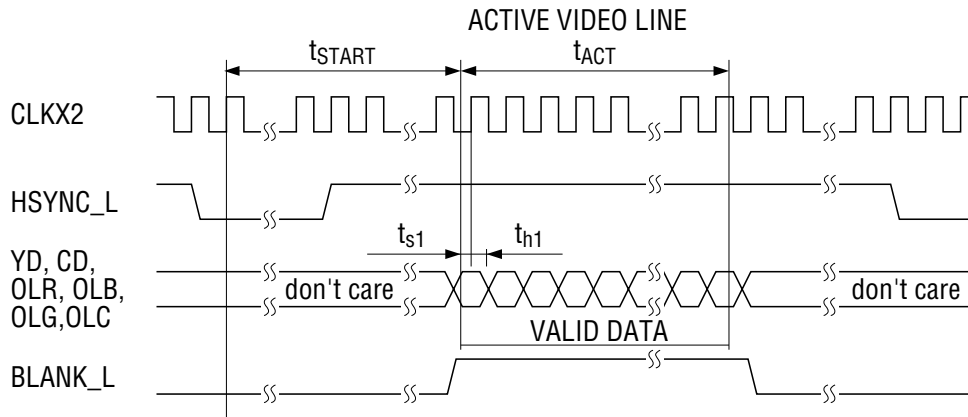 ACTIVE VIDEO LINE
tSTART
tACT
CLKX2
HSYNC_L
ts1
th1
YD, CD,
OLR, OLB,
OLG,OLC
don't care
don't care
VALID DATA
BLANK_L